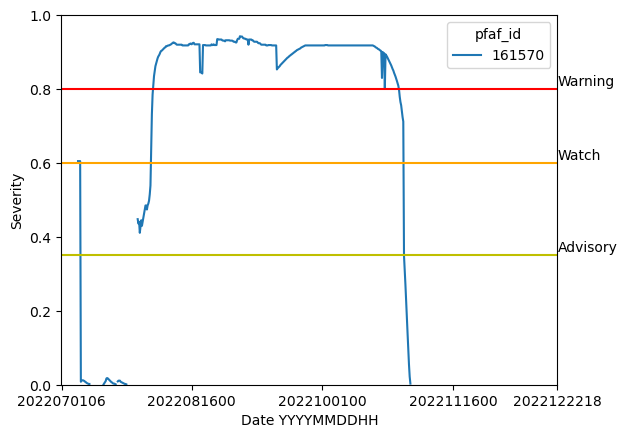 pfaf_id
161570
1.0
0.8
0.6
0.4
0.2
0.0
Severity
Warning
Watch
Advisory
2022070106
2022081600
2022100100
2022111600
2022122218
Date YYYYMMDDHH